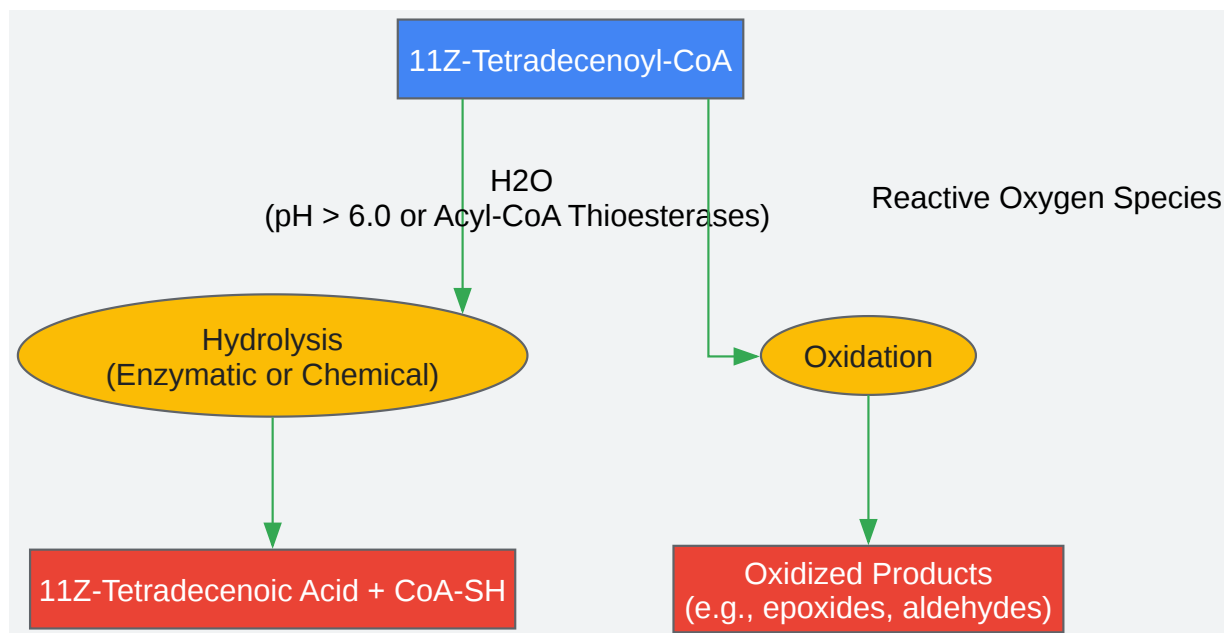 11Z-Tetradecenoyl-CoA
H2O
(pH > 6.0 or Acyl-CoA Thioesterases)
Reactive Oxygen Species
Hydrolysis
(Enzymatic or Chemical)
Oxidation
11Z-Tetradecenoic Acid + CoA-SH
Oxidized Products
(e.g., epoxides, aldehydes)